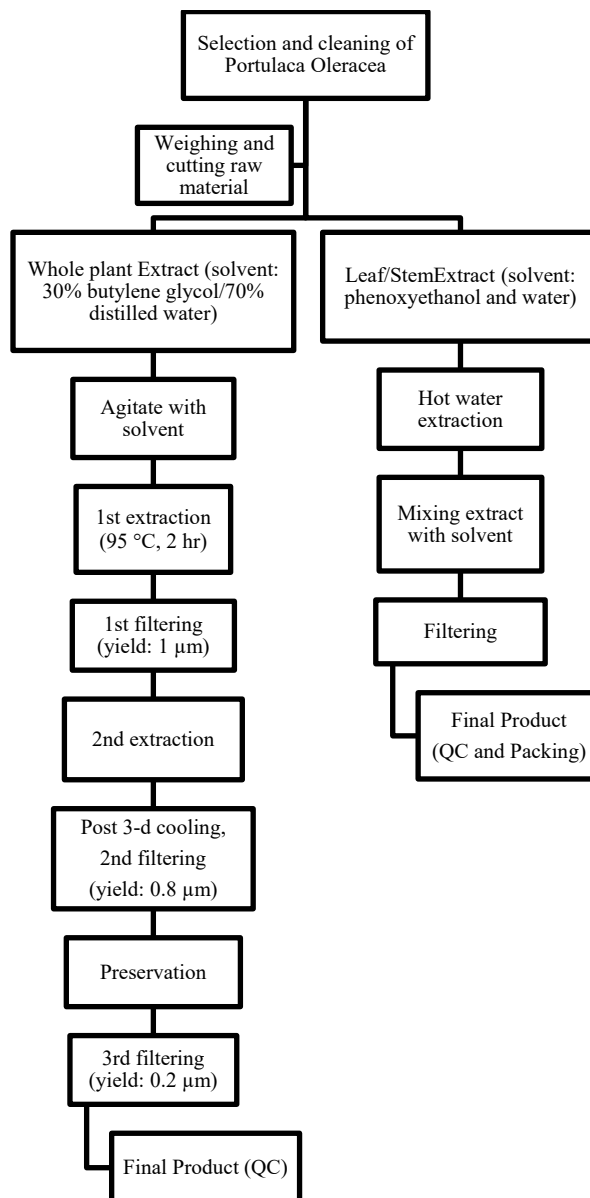 Selection and cleaning of
Portulaca Oleracea
Weighing and
cutting raw
material
Whole plant Extract (solvent:
30% butylene glycol/70%
distilled water)
Agitate with
solvent
1st extraction
(95 °C, 2 hr)
1st filtering
(yield: 1 µm)
2nd extraction
Post 3-d cooling,
2nd filtering
(yield: 0.8 µm)
Preservation
3rd filtering
(yield: 0.2 µm)
Final Product (QC)
Leaf/StemExtract (solvent:
phenoxyethanol and water)
Hot water
extraction
Mixing extract
with solvent
Filtering
Final Product
(QC and Packing)